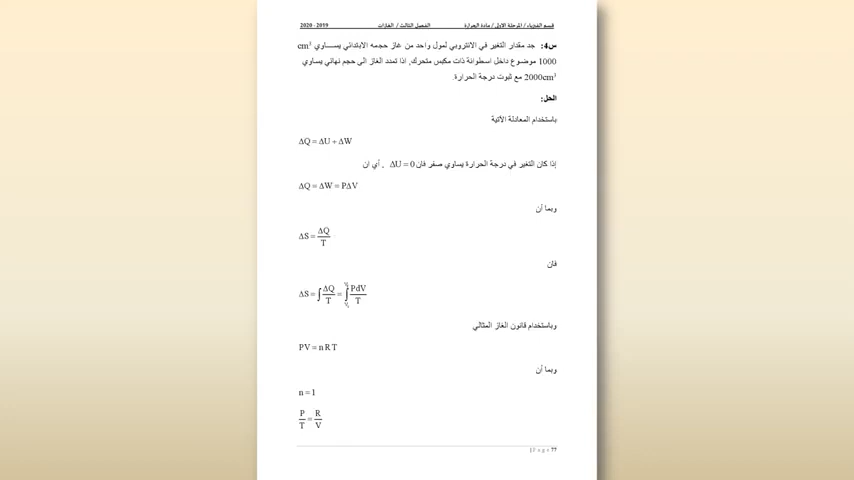 قسم الفيزياء/ المرحلة الاولى/ مادة الحرارة الفصل الثالث/ الغازات 2019 - 2020
س4: جد مقدار التغير في الانتروبي لمول واحد من غاز حجمه الابتدائي يساوي cm³
1000 موضوع داخل اسطوانة ذات مكبس متحرك، اذا تمدد الغاز الى حجم نهائي يساوي
2000cm³ مع ثبوت درجة الحرارة.
الحل:
باستخدام المعادلة الآتية
ΔQ = ΔU + ΔW
إذا كان التغير في درجة الحرارة يساوي صفر فان ΔU = 0 . أي ان
ΔQ = ΔW = PΔV
وبما أن
ΔS = ΔQ/T
فان
ΔS = ∫ ΔQ/T = ∫ PdV/T
وباستخدام قانون الغاز المثالي
PV = n R T
وبما أن
n = 1
P/T = R/V